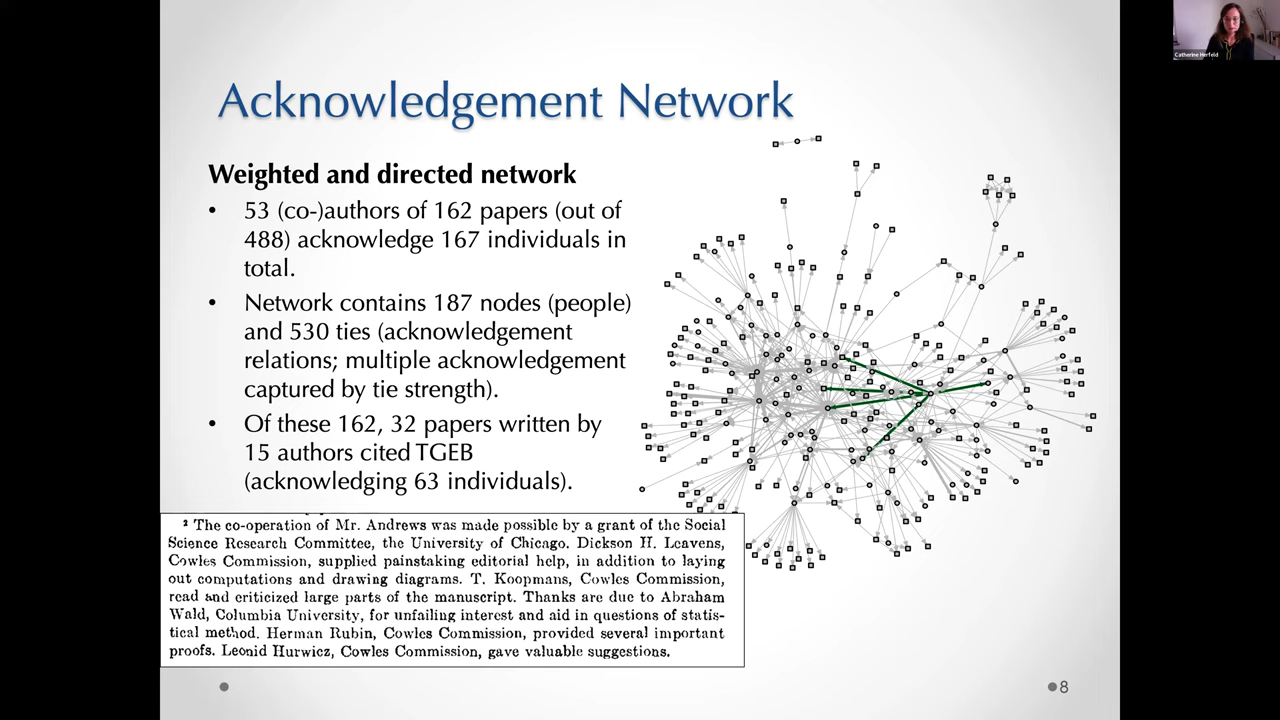 Catherine Herfeld
Acknowledgement Network
Weighted and directed network
• 53 (co-)authors of 162 papers (out of
488) acknowledge 167 individuals in
total.
• Network contains 187 nodes (people)
and 530 ties (acknowledgement
relations; multiple acknowledgement
captured by tie strength).
• Of these 162, 32 papers written by
15 authors cited TGEB
(acknowledging 63 individuals).
² The co-operation of Mr. Andrews was made possible by a grant of the Social
Science Research Committee, the University of Chicago. Dickson H. Leavens,
Cowles Commission, supplied painstaking editorial help, in addition to laying
out computations and drawing diagrams. T. Koopmans, Cowles Commission,
read and criticized large parts of the manuscript. Thanks are due to Abraham
Wald, Columbia University, for unfailing interest and aid in questions of statis-
tical method. Herman Rubin, Cowles Commission, provided several important
proofs. Leonid Hurwicz, Cowles Commission, gave valuable suggestions.
8